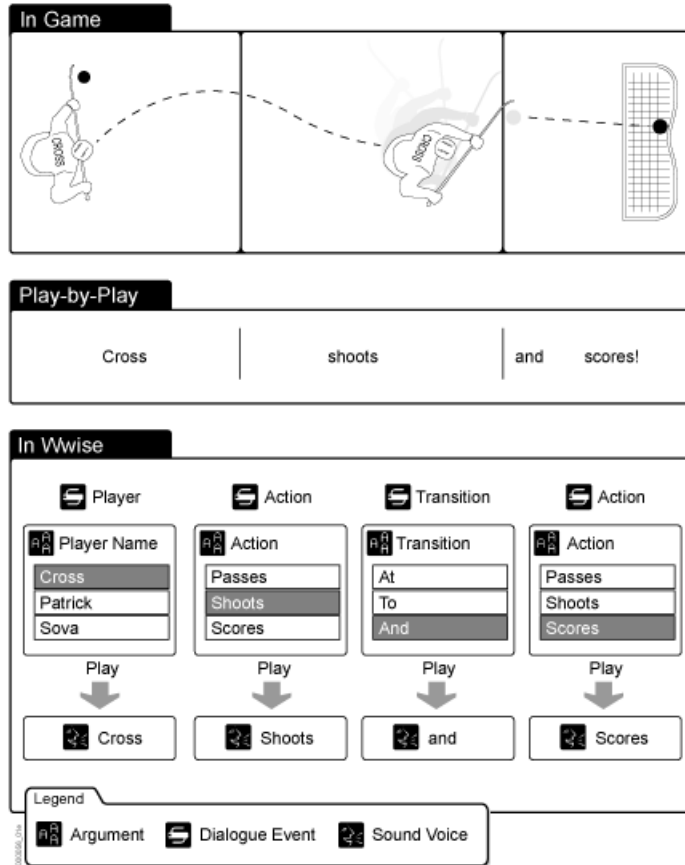 In Game
CROSS
CROSS
Play-by-Play
Cross shoots and scores!
In Wwise
Player Action Transition Action
Player Name Action Transition Action
Cross Passes At Passes
Patrick Shoots To Shoots
Sova Scores And Scores
Play Play Play Play
Cross Shoots and Scores
Legend
Argument Dialogue Event Sound Voice